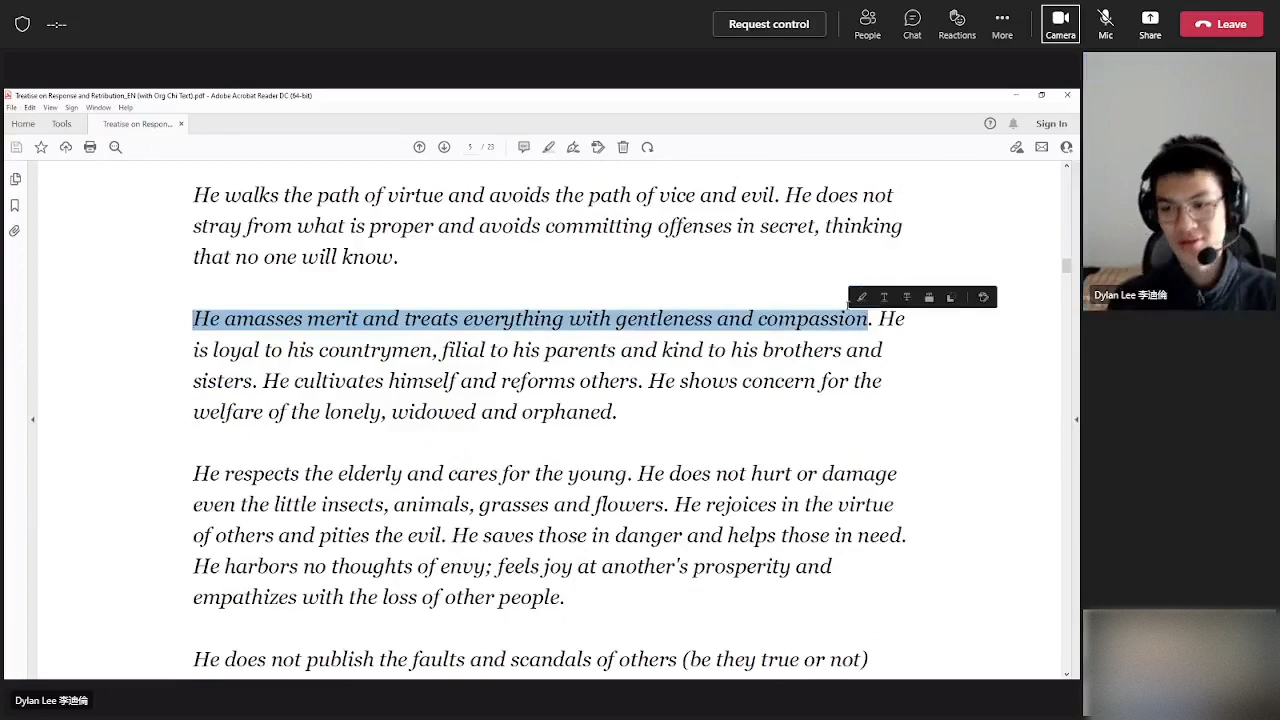 --:--
Request control
People
Chat
Reactions
More
Camera
Mic
Share
Leave
Treatise on Response and Retribution_EN (with Org Chi Text).pdf - Adobe Acrobat Reader DC (64-bit)
File Edit View Sign Window Help
Home Tools Treatise on Respon... × Sign In
5 / 23
He walks the path of virtue and avoids the path of vice and evil. He does not
stray from what is proper and avoids committing offenses in secret, thinking
that no one will know.
He amasses merit and treats everything with gentleness and compassion. He
is loyal to his countrymen, filial to his parents and kind to his brothers and
sisters. He cultivates himself and reforms others. He shows concern for the
welfare of the lonely, widowed and orphaned.
He respects the elderly and cares for the young. He does not hurt or damage
even the little insects, animals, grasses and flowers. He rejoices in the virtue
of others and pities the evil. He saves those in danger and helps those in need.
He harbors no thoughts of envy; feels joy at another's prosperity and
empathizes with the loss of other people.
He does not publish the faults and scandals of others (be they true or not)
Dylan Lee 李迪倫
Dylan Lee 李迪倫